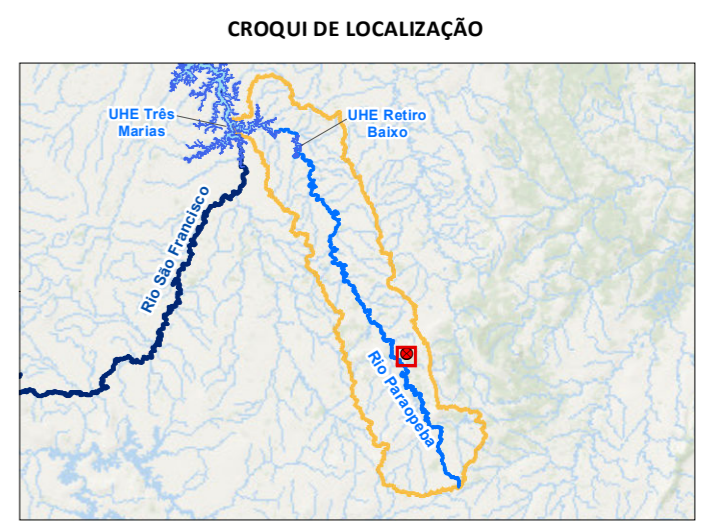 CROQUI DE LOCALIZAÇÃO
UHE Três
Marias
UHE Retiro
Baixo
Rio São Francisco
Rio Paraopeba